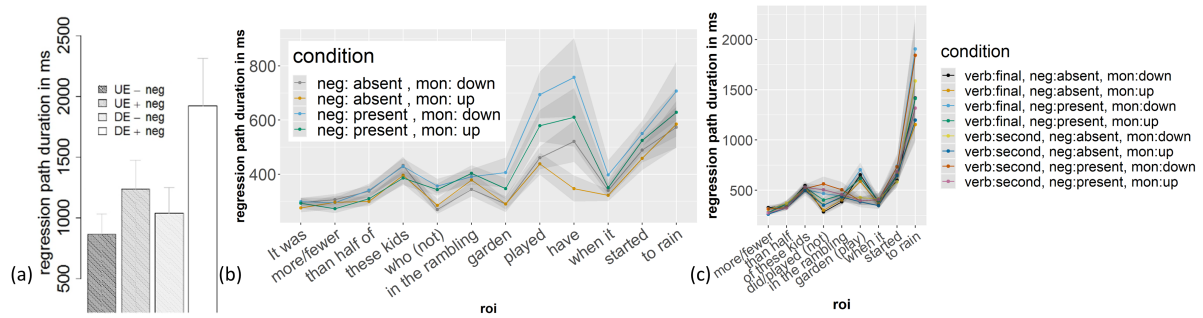 (a)
regression path duration in ms
2500
2000
1500
1000
500
UE − neg
UE + neg
DE − neg
DE + neg
(b)
regression path duration in ms
800
600
400
condition
neg: absent , mon: down
neg: absent , mon: up
neg: present , mon: down
neg: present , mon: up
It was
more/fewer
than half of
these kids
who (not)
in the rambling
garden
played
have
when it
started
to rain
roi
(c)
regression path duration in ms
2000
1500
1000
500
more/fewer
than half
of these kids
did/played (not)
in the rambling
garden (play)
when it
started
to rain
roi
condition
verb:final, neg:absent, mon:down
verb:final, neg:absent, mon:up
verb:final, neg:present, mon:down
verb:final, neg:present, mon:up
verb:second, neg:absent, mon:down
verb:second, neg:absent, mon:up
verb:second, neg:present, mon:down
verb:second, neg:present, mon:up